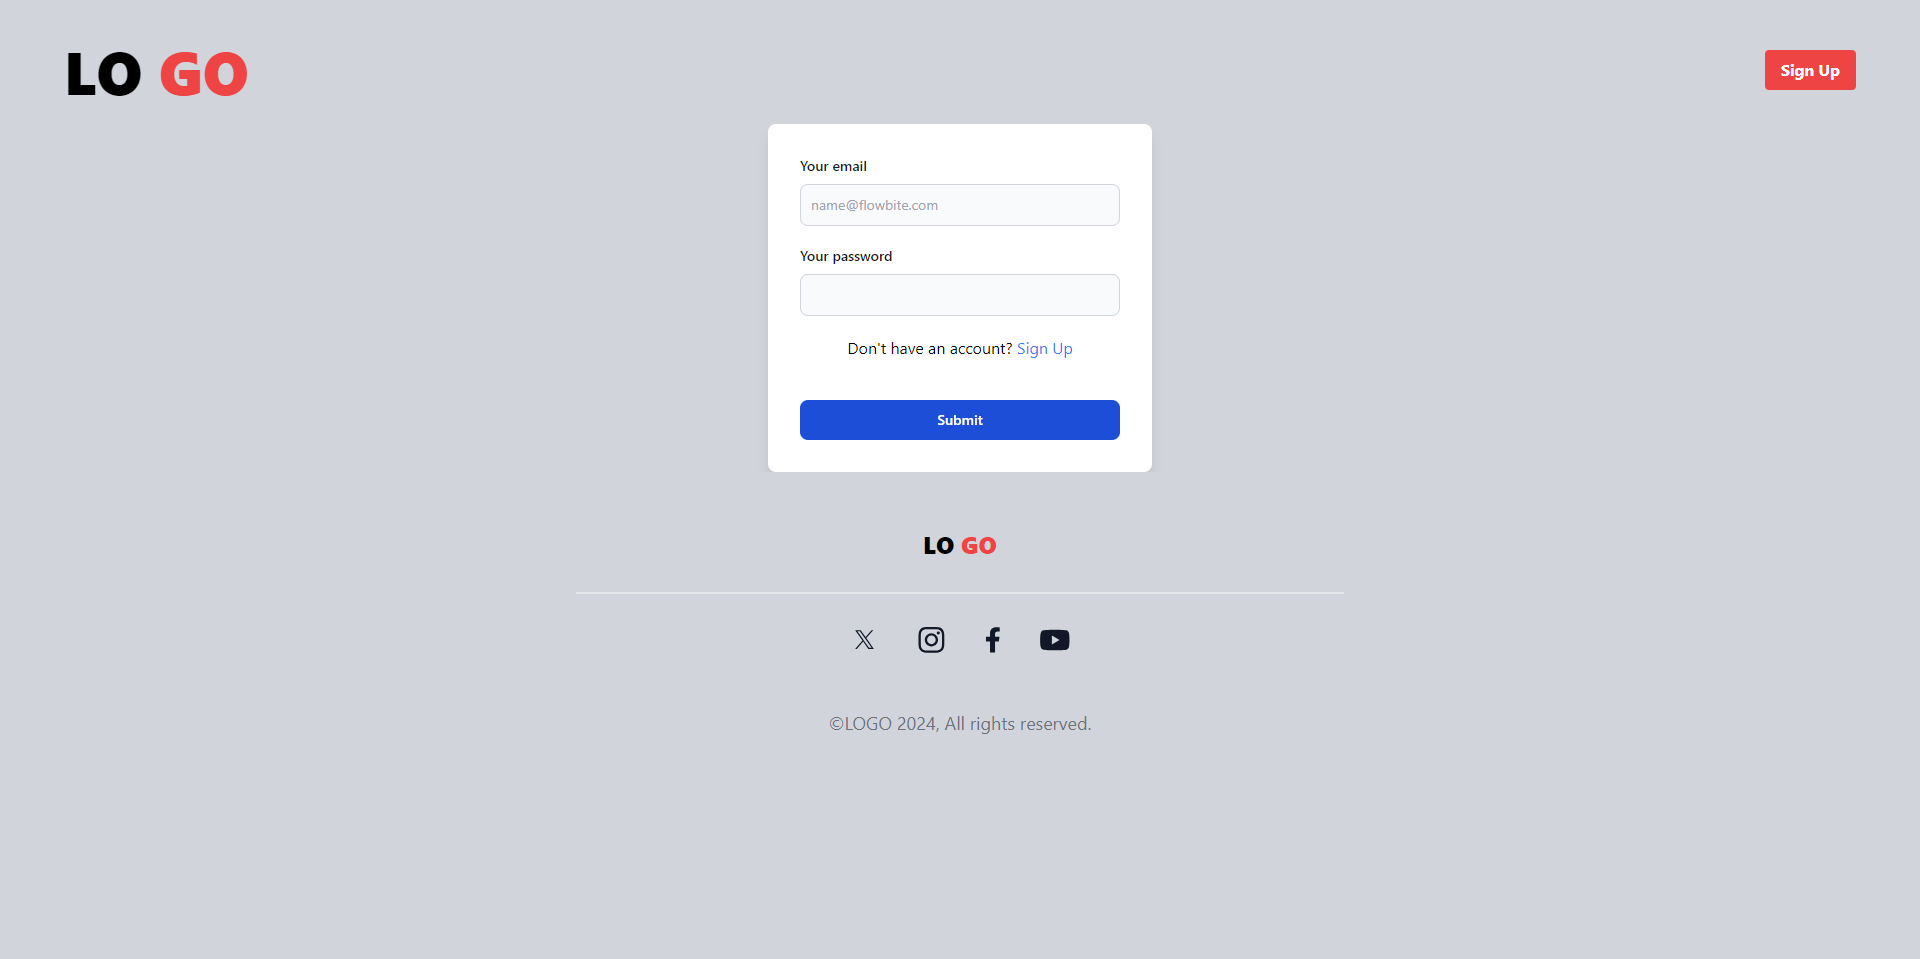 LO GO
Sign Up
Your email
name@flowbite.com
Your password
Don't have an account? Sign Up
Submit
LO GO
©LOGO 2024, All rights reserved.